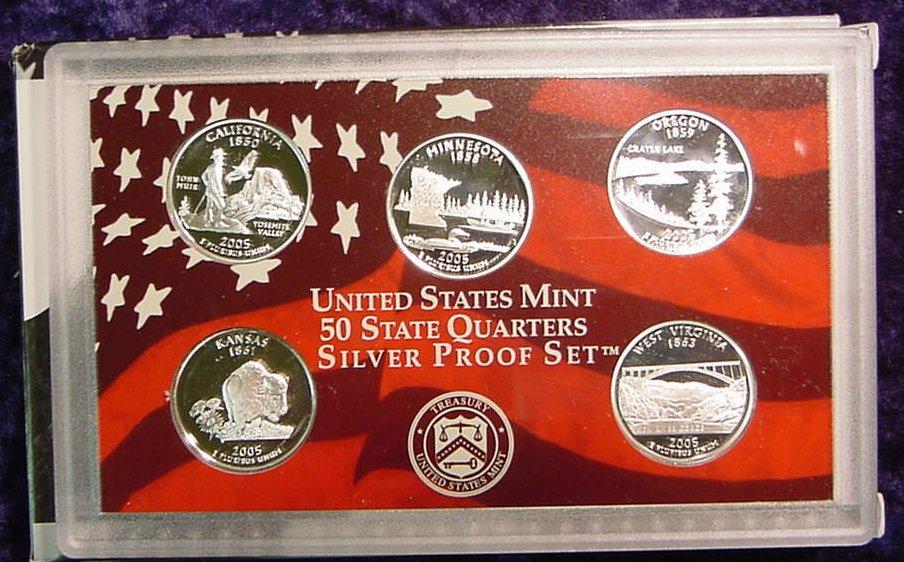 CALIFORNIA
1850
JOHN
MUIR
YOSEMITE
VALLEY
2005
E PLURIBUS UNUM
MINNESOTA
1858
2005
E PLURIBUS UNUM
OREGON
1859
CRATER LAKE
2005
UNITED STATES MINT
50 STATE QUARTERS
SILVER PROOF SET™
KANSAS
1861
2005
E PLURIBUS UNUM
TREASURY
UNITED STATES MINT
WEST VIRGINIA
1863
2005
E PLURIBUS UNUM